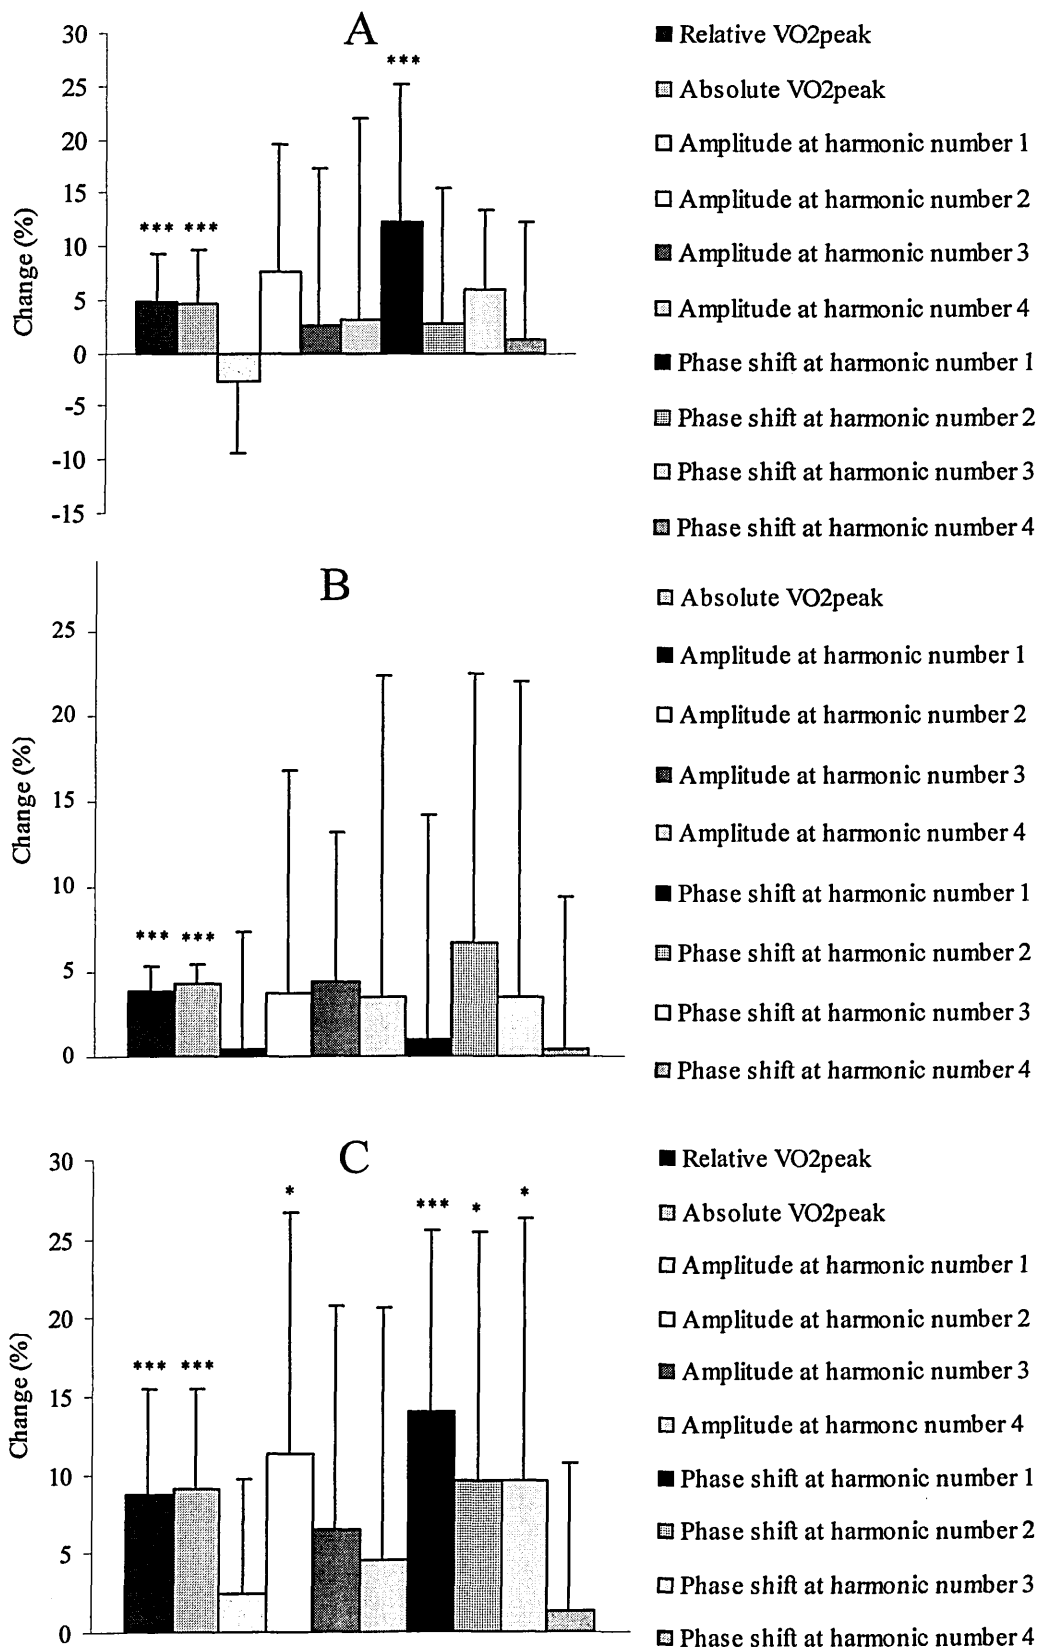 A
Change (%)
30
25
20
15
10
5
0
-5
-10
-15
*** *** ***
Relative VO2peak
Absolute VO2peak
Amplitude at harmonic number 1
Amplitude at harmonic number 2
Amplitude at harmonic number 3
Amplitude at harmonic number 4
Phase shift at harmonic number 1
Phase shift at harmonic number 2
Phase shift at harmonic number 3
Phase shift at harmonic number 4
B
Change (%)
25
20
15
10
5
0
*** ***
Absolute VO2peak
Amplitude at harmonic number 1
Amplitude at harmonic number 2
Amplitude at harmonic number 3
Amplitude at harmonic number 4
Phase shift at harmonic number 1
Phase shift at harmonic number 2
Phase shift at harmonic number 3
Phase shift at harmonic number 4
C
Change (%)
30
25
20
15
10
5
0
*** *** * *** * *
Relative VO2peak
Absolute VO2peak
Amplitude at harmonic number 1
Amplitude at harmonic number 2
Amplitude at harmonic number 3
Amplitude at harmonc number 4
Phase shift at harmonic number 1
Phase shift at harmonic number 2
Phase shift at harmonic number 3
Phase shift at harmonic number 4